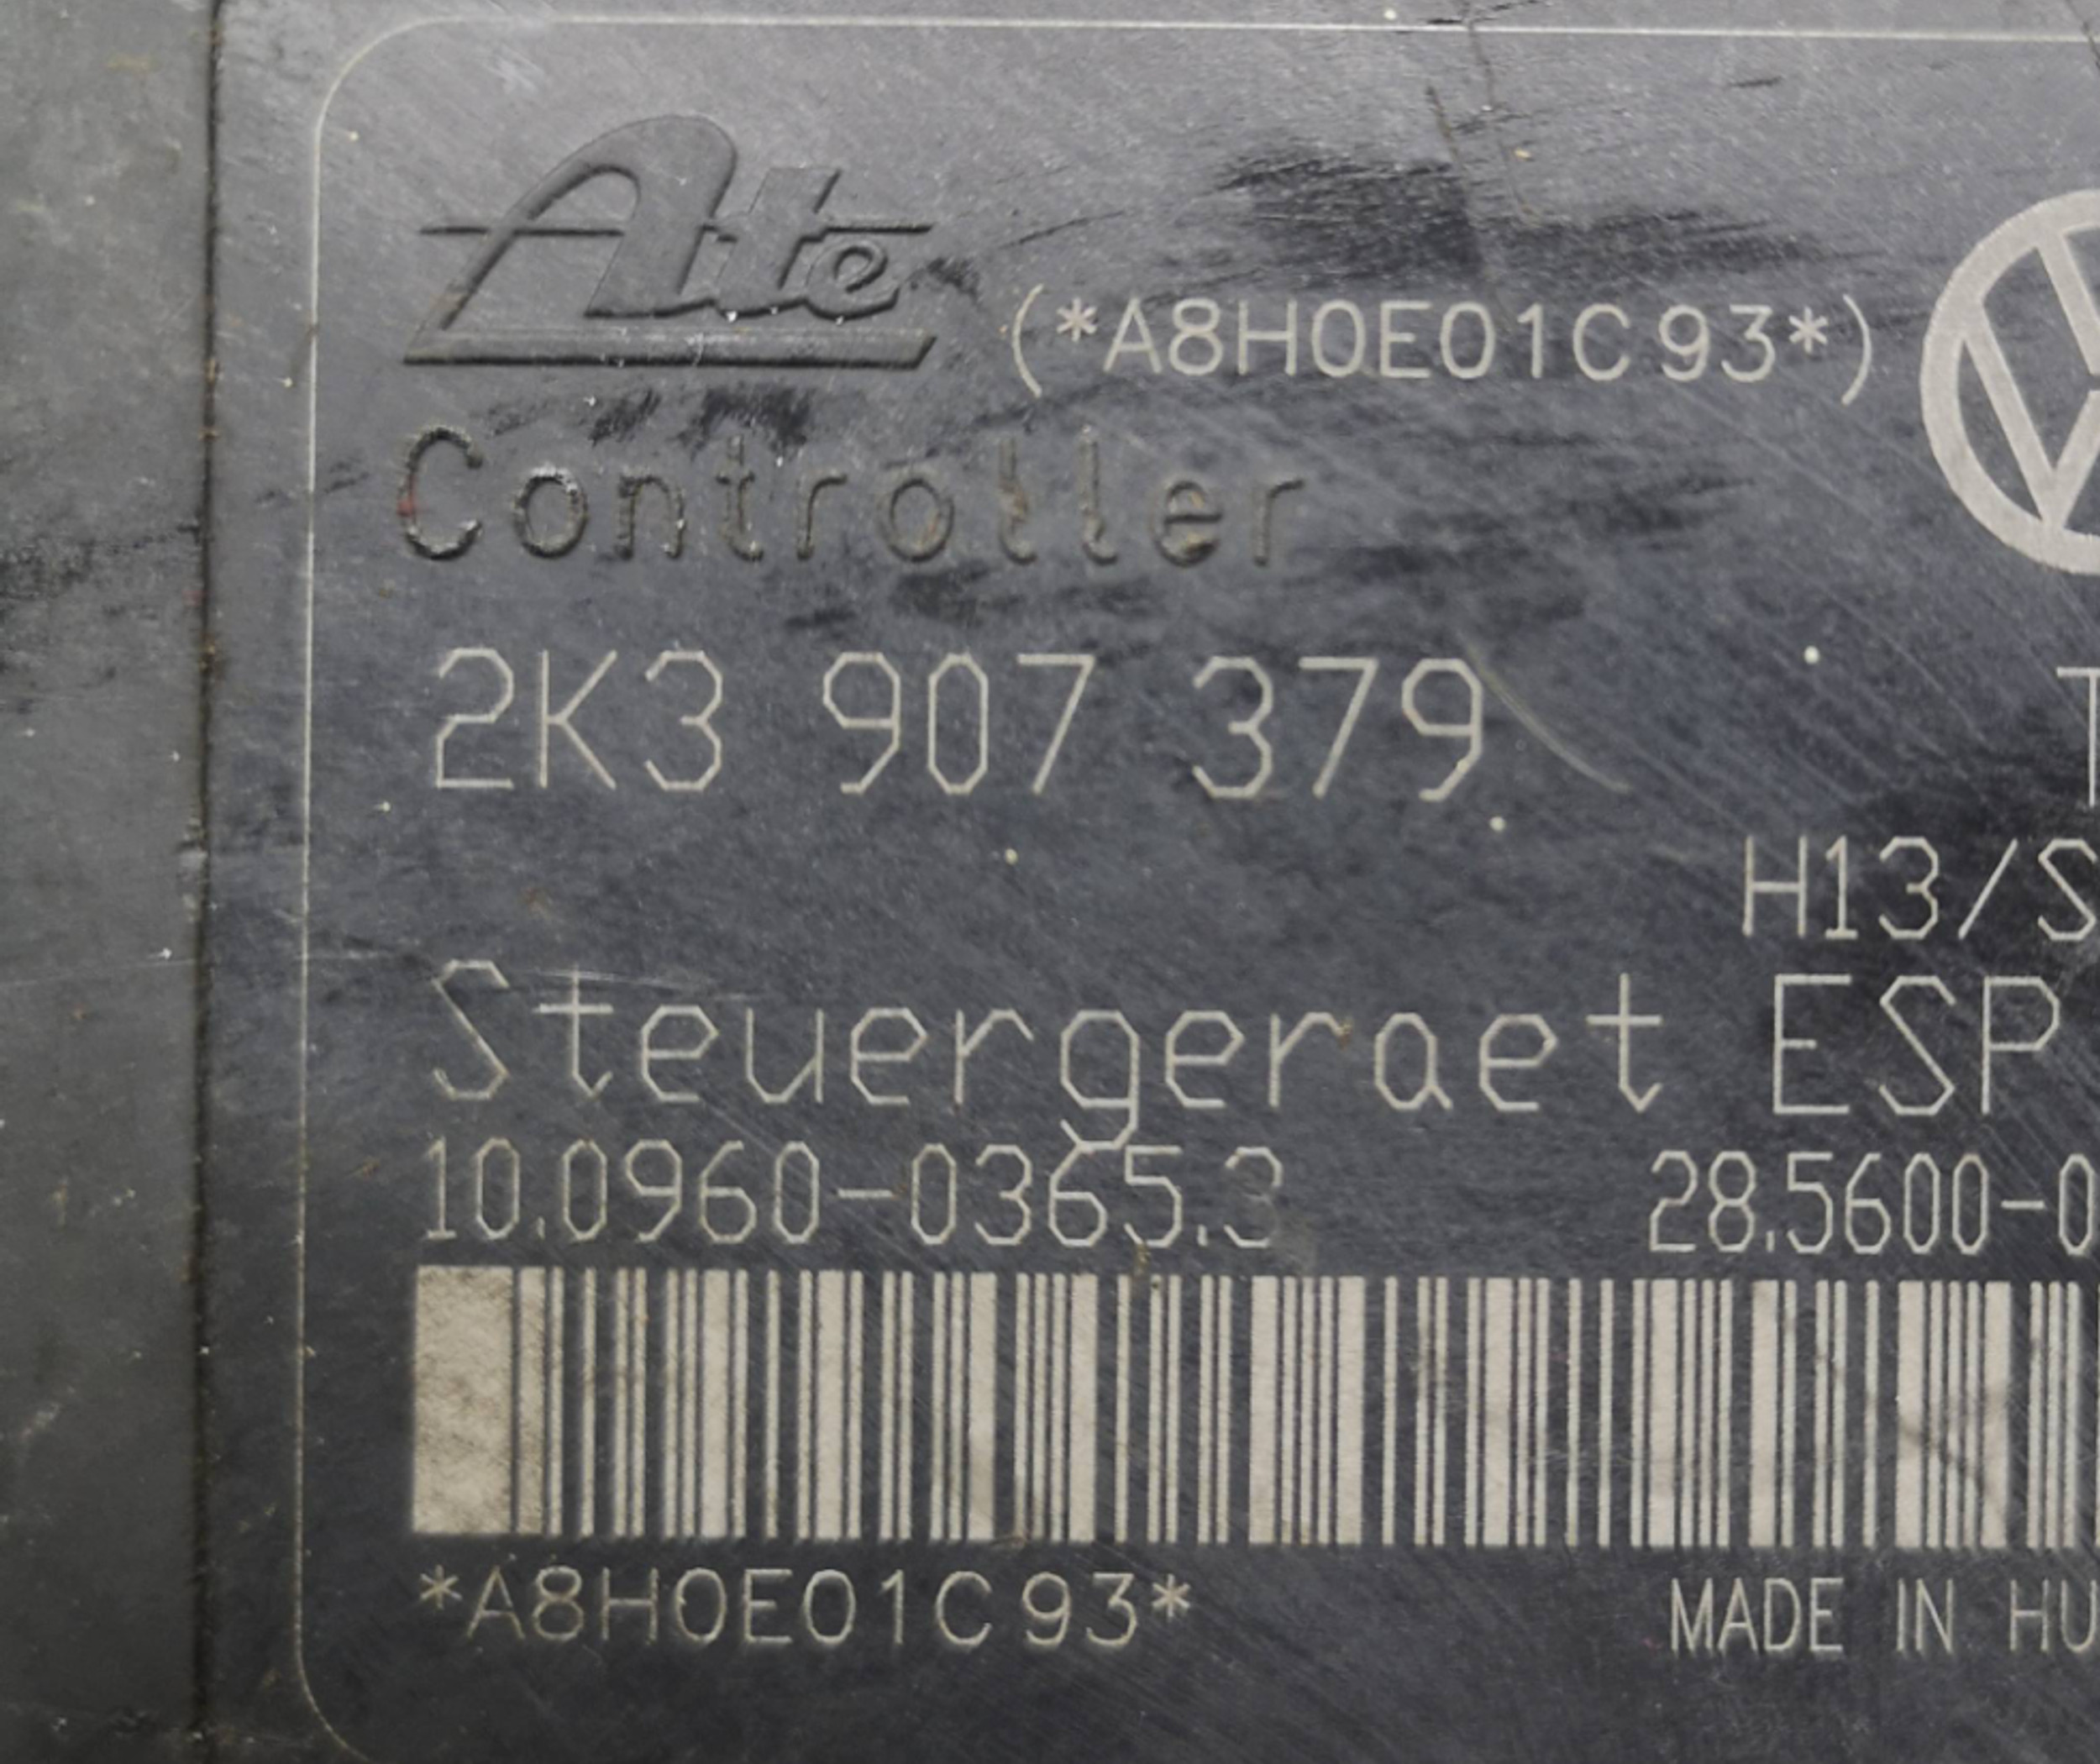 Ate (*A8H0E01C93*)
Controller
2K3 907 379 T
H13/S
Steuergeraet ESP
10.0960-0365.3 28.5600-0
*A8H0E01C93* MADE IN HU